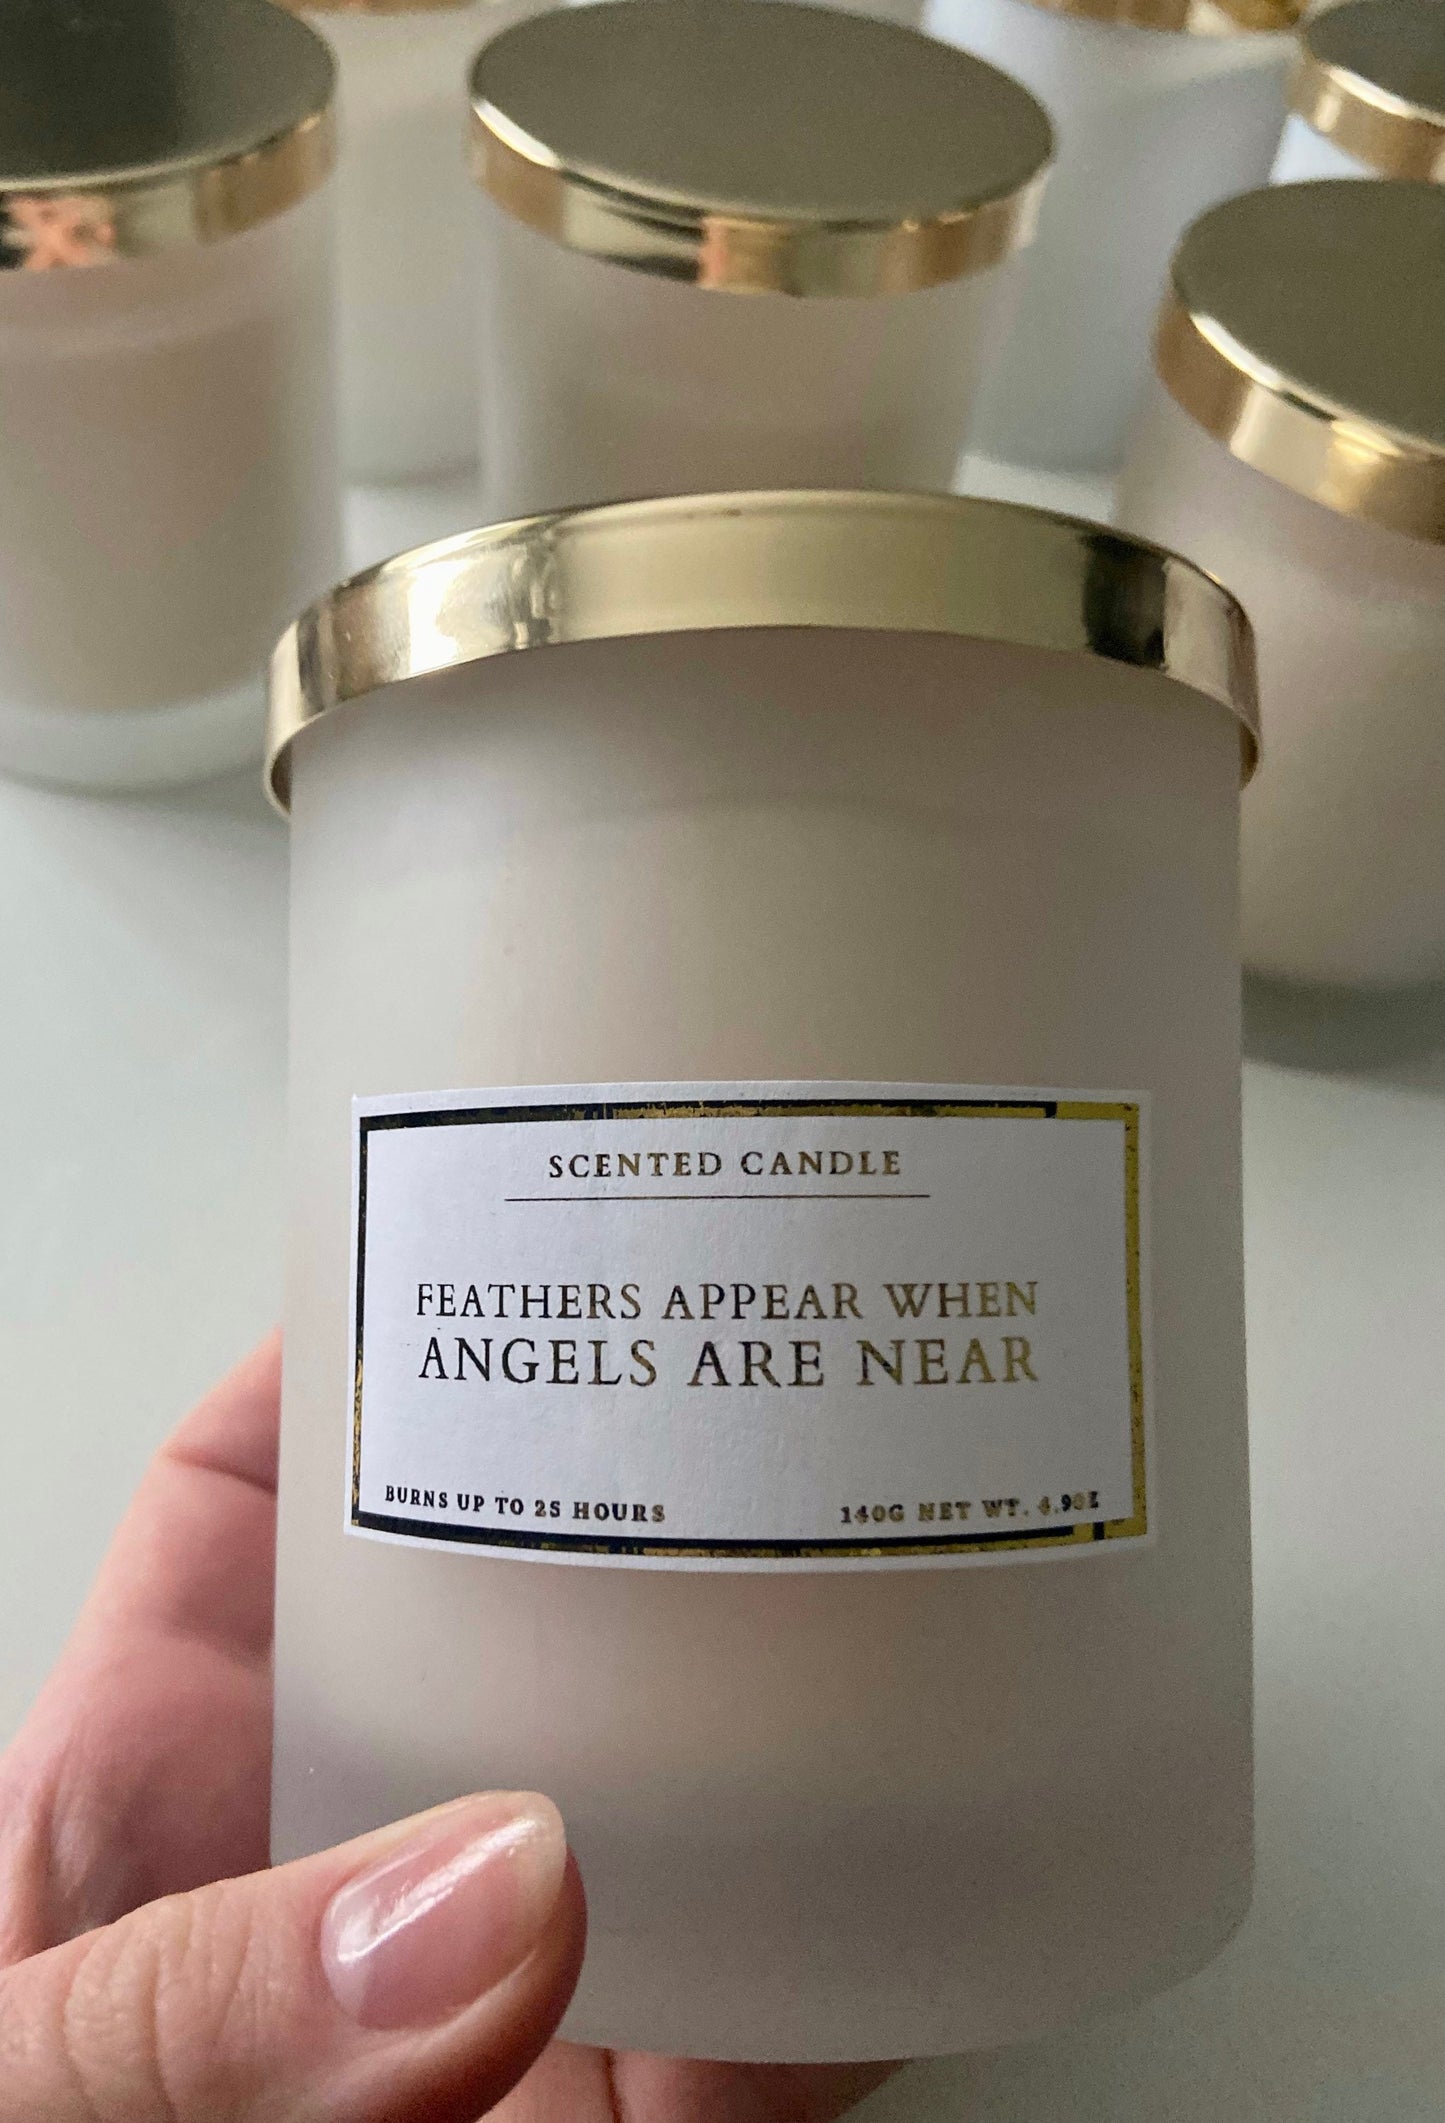 SCENTED CANDLE
FEATHERS APPEAR WHEN
ANGELS ARE NEAR
BURNS UP TO 25 HOURS
140G NET WT. 4.9OZ